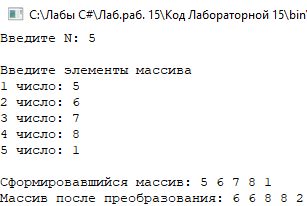 C:\Лабы C#\Лаб.раб. 15\Код Лабораторной 15\bin\
Введите N: 5
Введите элементы массива
1 число: 5
2 число: 6
3 число: 7
4 число: 8
5 число: 1
Сформировавшийся массив: 5 6 7 8 1
Массив после преобразования: 6 6 8 8 2